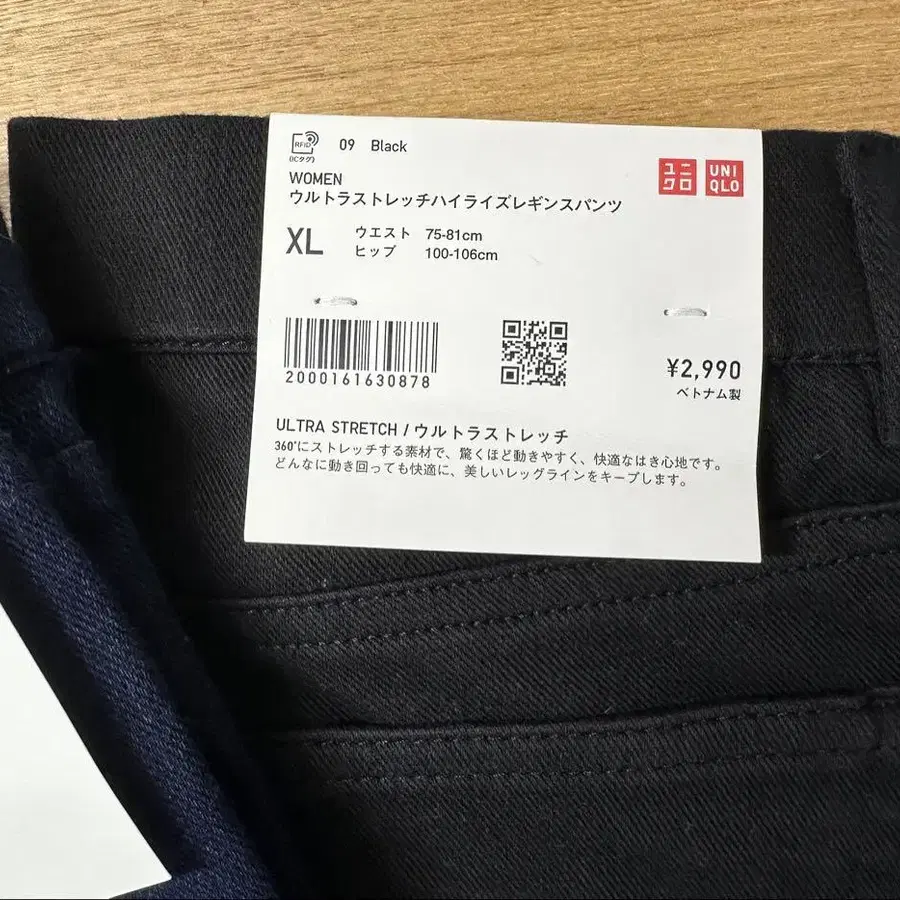 RFID
(ICタグ)
09 Black
WOMEN
ウルトラストレッチハイライズレギンスパンツ
ユニ
クロ
UNI
QLO
XL
ウエスト 75-81cm
ヒップ 100-106cm
2000161630878
¥2,990
ベトナム製
ULTRA STRETCH / ウルトラストレッチ
360°にストレッチする素材で、驚くほど動きやすく、快適なはき心地です。
どんなに動き回っても快適に、美しいレッグラインをキープします。